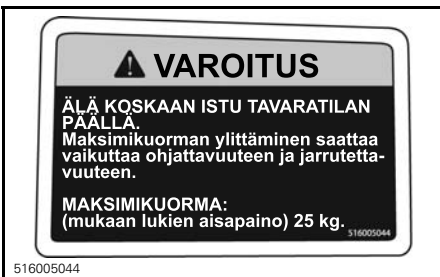 VAROITUS
ÄLÄ KOSKAAN ISTU TAVARATILAN
PÄÄLLÄ.
Maksimikuorman ylittäminen saattaa
vaikuttaa ohjattavuuteen ja jarrutetta-
vuuteen.
MAKSIMIKUORMA:
(mukaan lukien aisapaino) 25 kg.
516005044
516005044